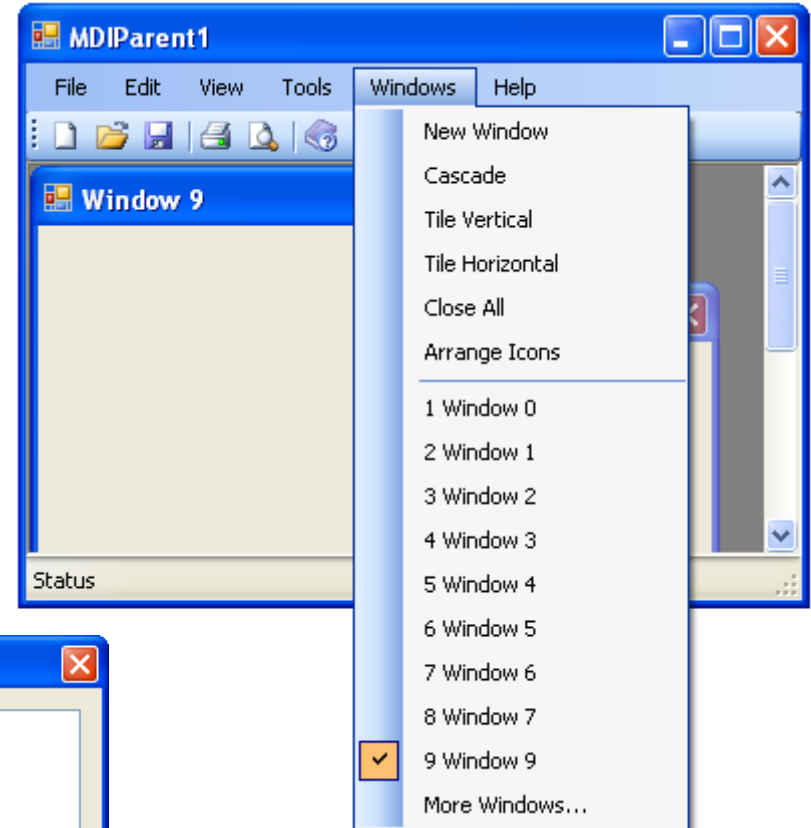 MDIParent1
File Edit View Tools Windows Help
New Window
Cascade
Window 9
Tile Vertical
Tile Horizontal
Close All
Arrange Icons
1 Window 0
2 Window 1
3 Window 2
4 Window 3
Status
5 Window 4
6 Window 5
7 Window 6
8 Window 7
9 Window 9
More Windows...